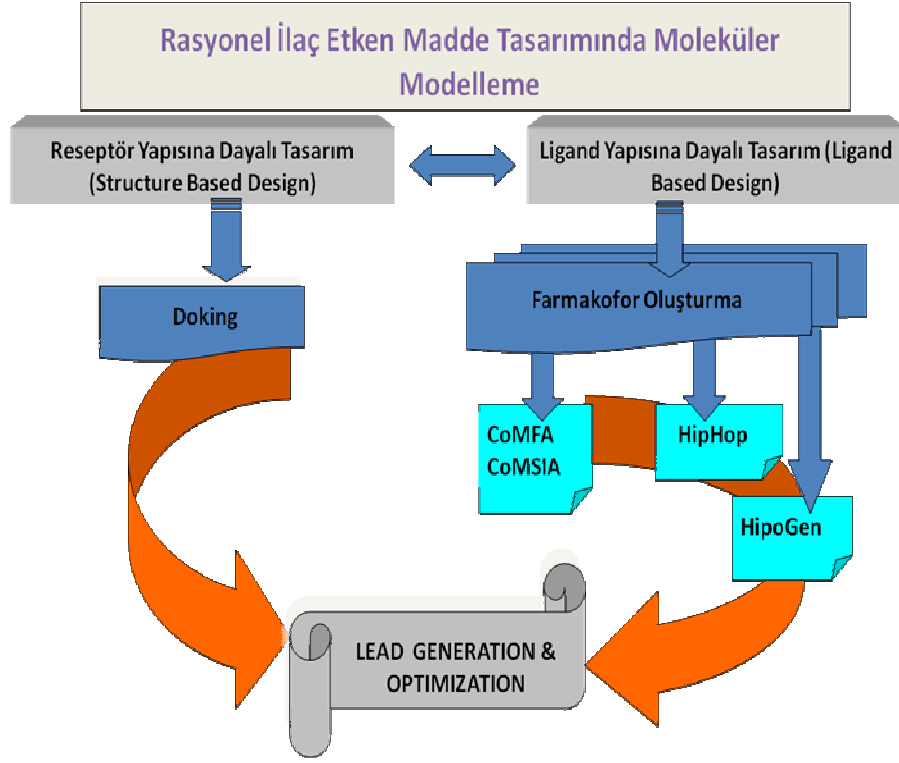 Rasyonel İlaç Etken Madde Tasarımında Moleküler
Modelleme
Reseptör Yapısına Dayalı Tasarım
(Structure Based Design)
Ligand Yapısına Dayalı Tasarım (Ligand
Based Design)
Doking
Farmakofor Oluşturma
CoMFA
CoMSIA
HipHop
HipoGen
LEAD GENERATION &
OPTIMIZATION